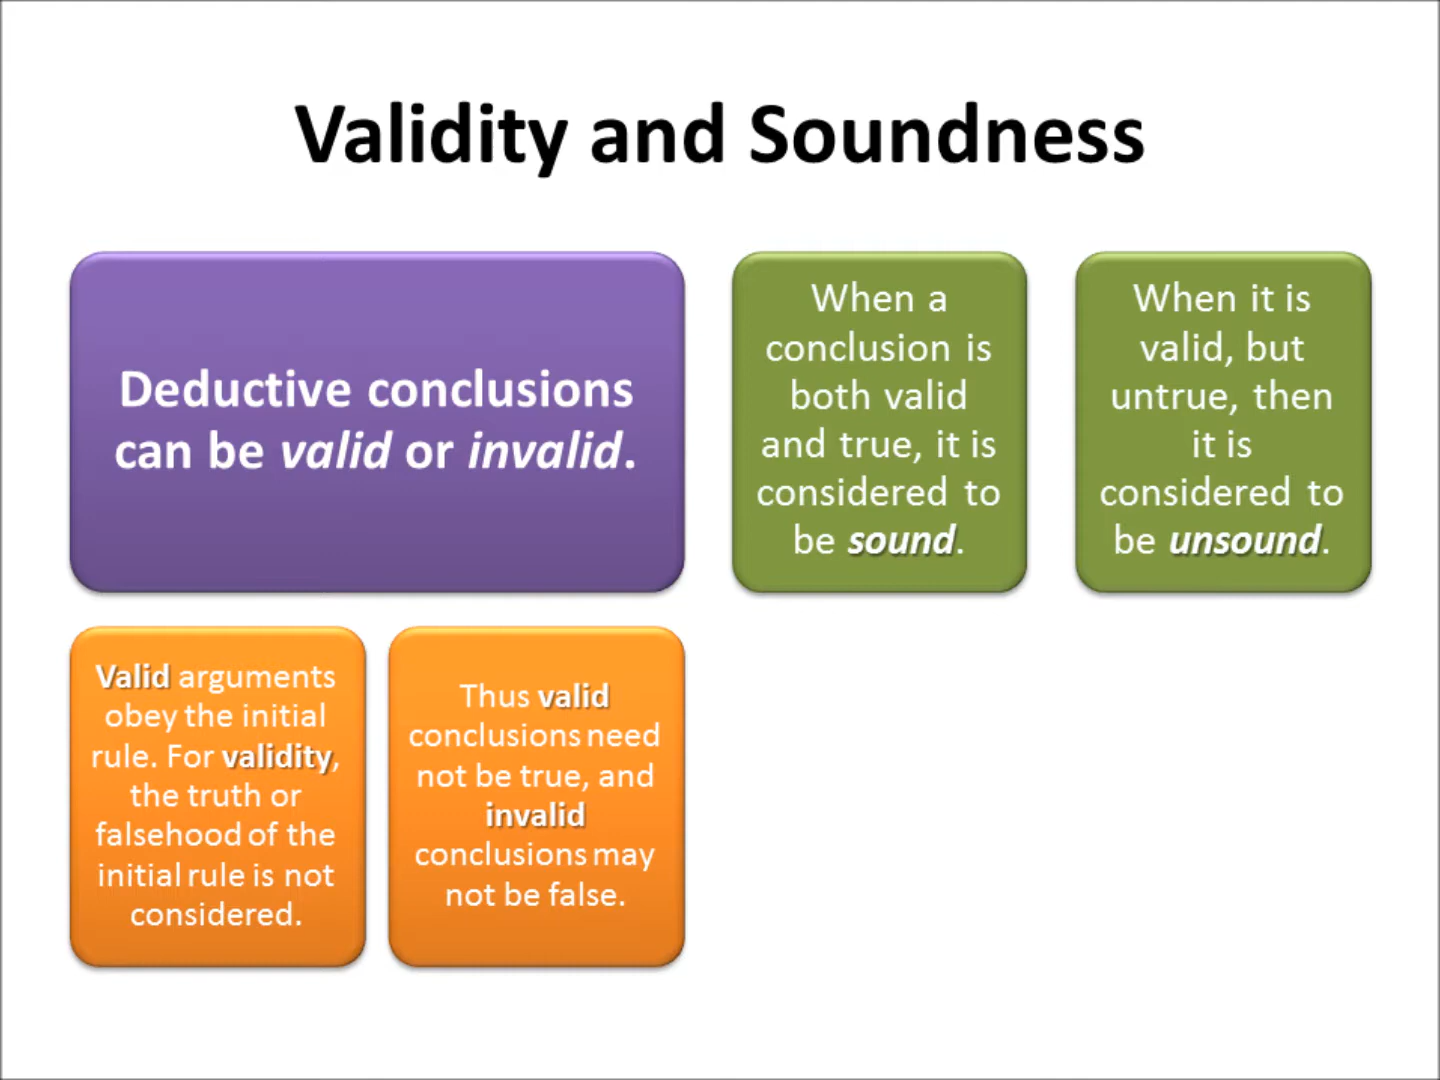 Validity and Soundness
Deductive conclusions
can be valid or invalid.
When a
conclusion is
both valid
and true, it is
considered to
be sound.
When it is
valid, but
untrue, then
it is
considered to
be unsound.
Valid arguments
obey the initial
rule. For validity,
the truth or
falsehood of the
initial rule is not
considered.
Thus valid
conclusions need
not be true, and
invalid
conclusions may
not be false.